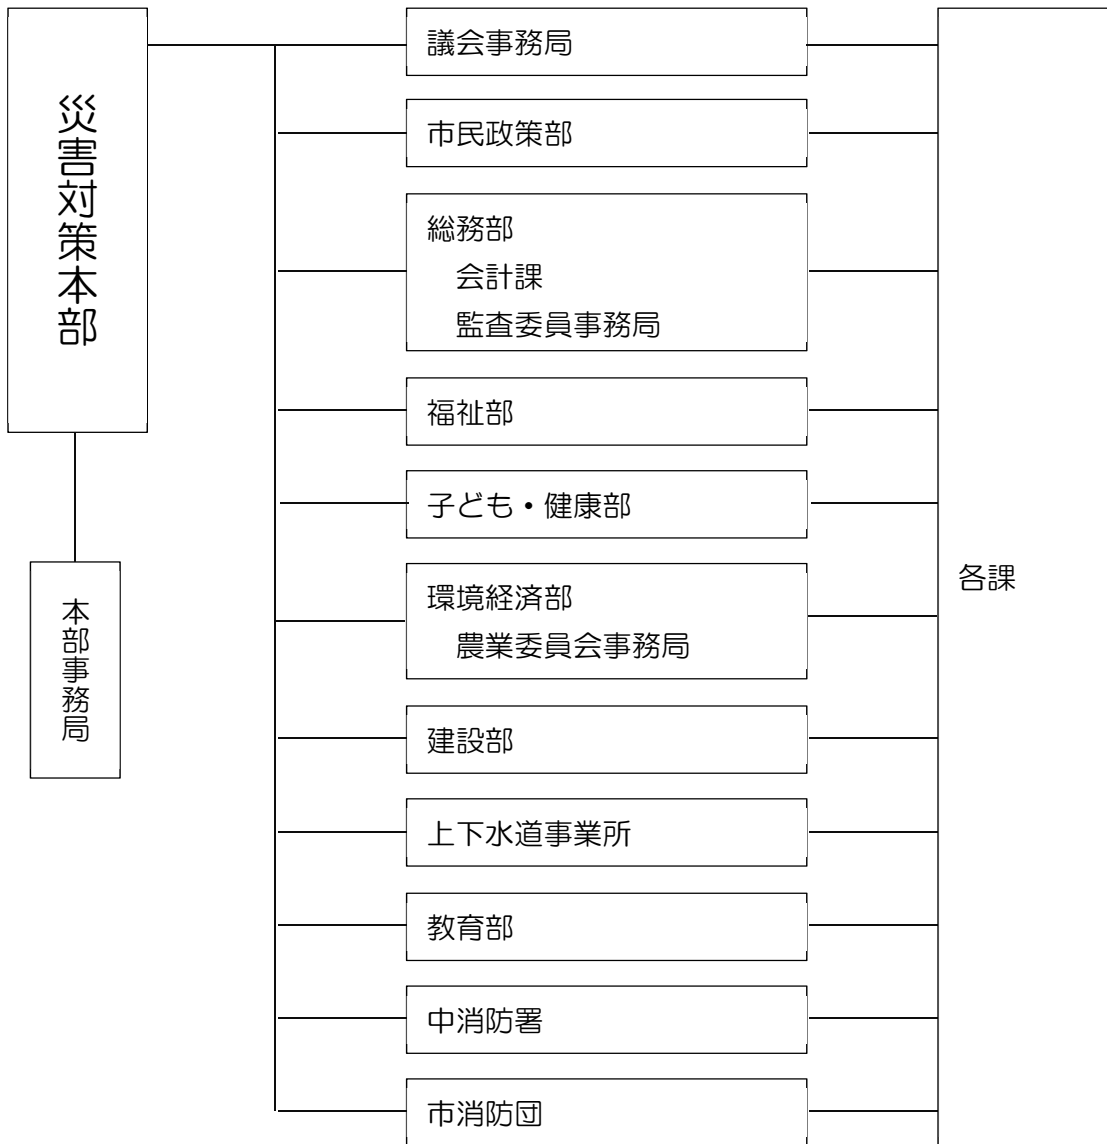 災害対策本部
本部事務局
議会事務局
市民政策部
総務部
会計課
監査委員事務局
福祉部
子ども・健康部
環境経済部
農業委員会事務局
建設部
上下水道事業所
教育部
中消防署
市消防団
各課